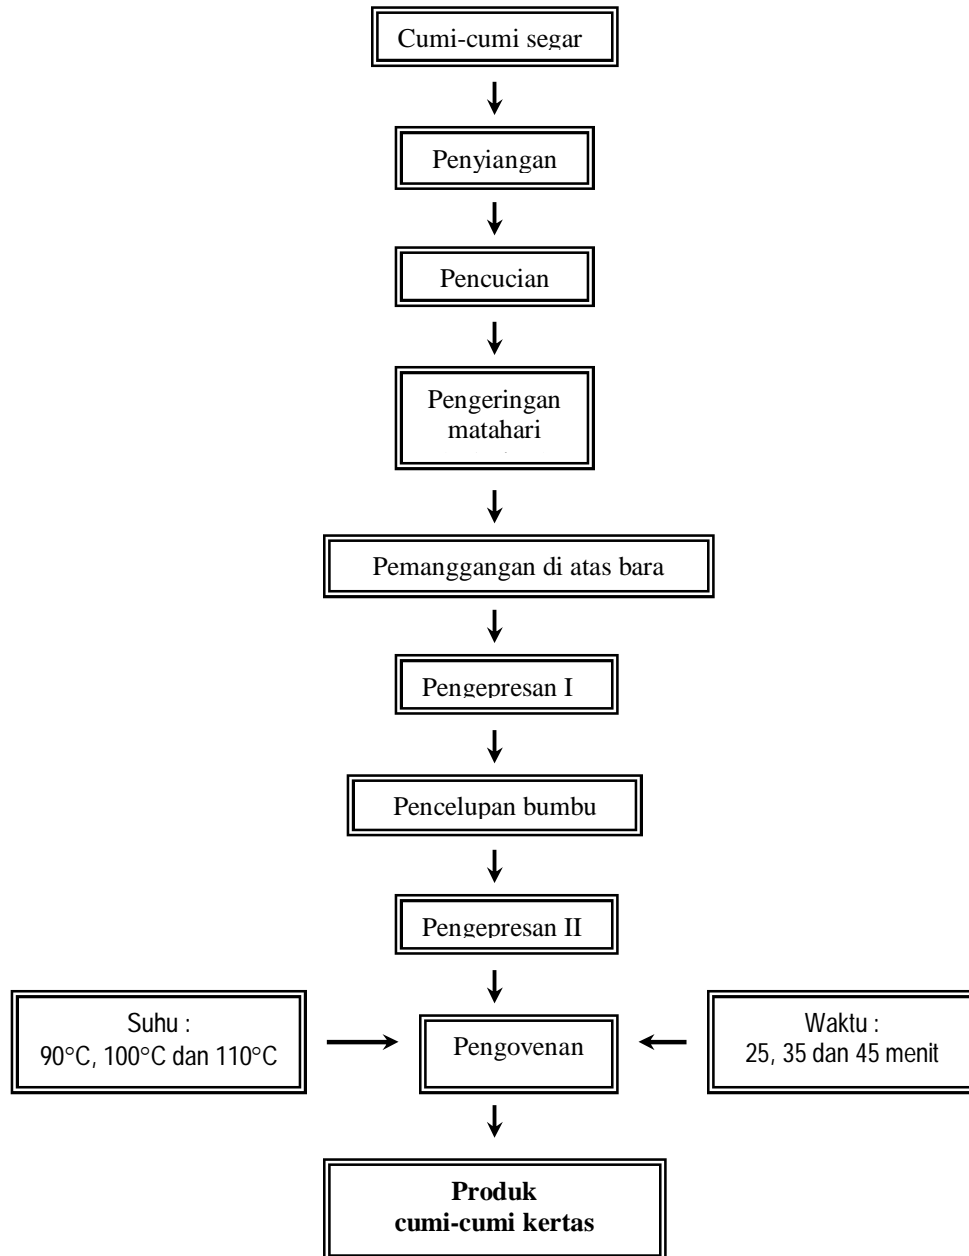 Cumi-cumi segar
Penyiangan
Pencucian
Pengeringan
matahari
Pemanggangan di atas bara
Pengepresan I
Pencelupan bumbu
Pengepresan II
Suhu :
90°C, 100°C dan 110°C
Pengovenan
Waktu :
25, 35 dan 45 menit
Produk
cumi-cumi kertas